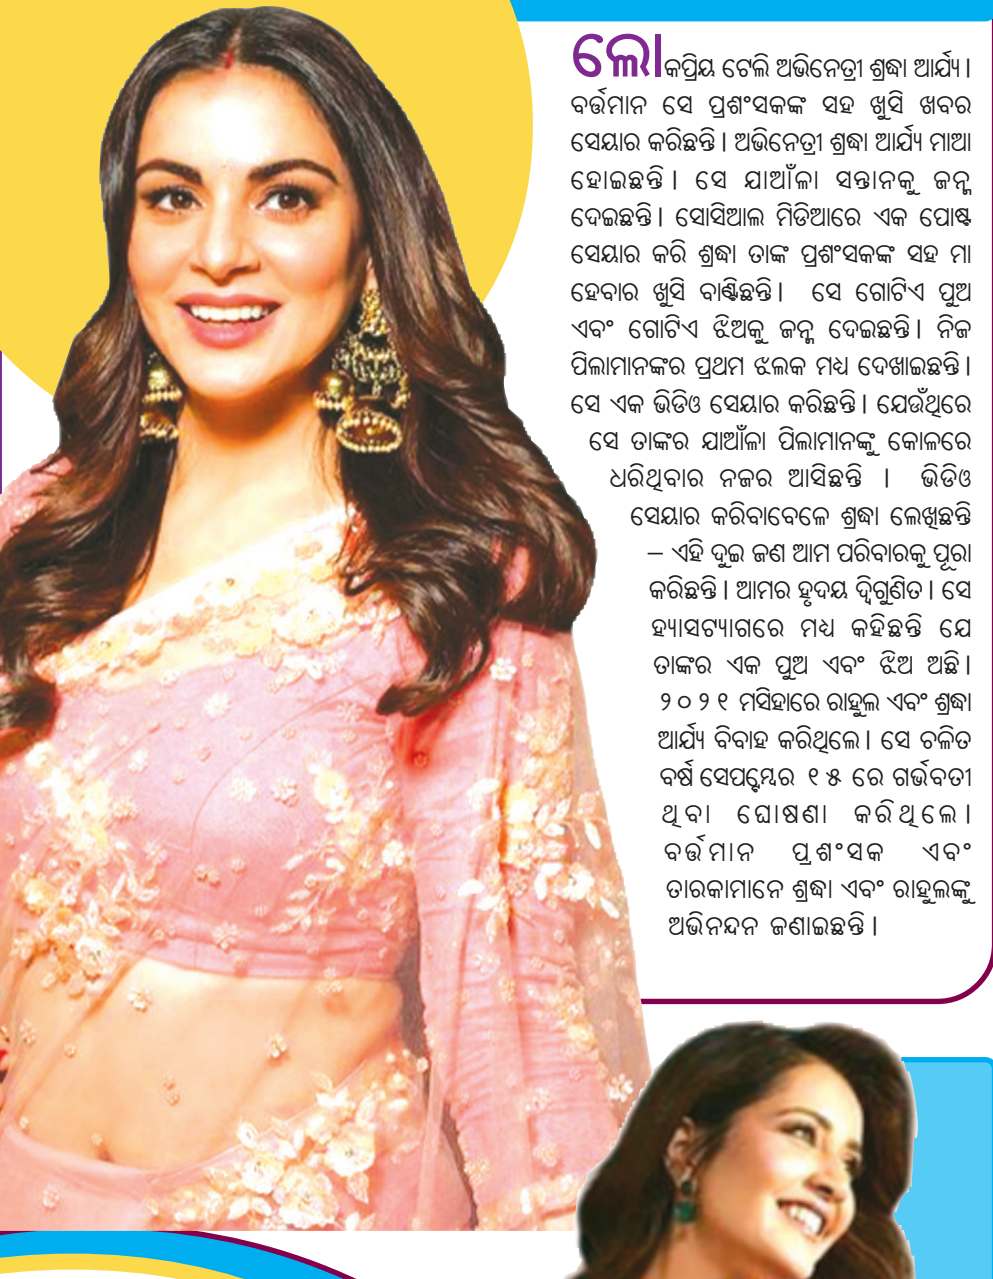 ଲୋକପ୍ରିୟ ଟେଲି ଅଭିନେତ୍ରୀ ଶ୍ରଦ୍ଧା ଆର୍ଯ୍ୟ।
ବର୍ତ୍ତମାନ ସେ ପ୍ରଶଂସକଙ୍କ ସହ ଖୁସି ଖବର
ସେୟାର କରିଛନ୍ତି। ଅଭିନେତ୍ରୀ ଶ୍ରଦ୍ଧା ଆର୍ଯ୍ୟ ମାଆ
ହୋଇଛନ୍ତି। ସେ ଯାଆଁଳା ସନ୍ତାନକୁ ଜନ୍ମ
ଦେଇଛନ୍ତି। ସୋସିଆଲ ମିଡିଆରେ ଏକ ପୋଷ୍ଟ
ସେୟାର କରି ଶ୍ରଦ୍ଧା ତାଙ୍କ ପ୍ରଶଂସକଙ୍କ ସହ ମା
ହେବାର ଖୁସି ବାଣ୍ଟିଛନ୍ତି। ସେ ଗୋଟିଏ ପୁଅ
ଏବଂ ଗୋଟିଏ ଝିଅକୁ ଜନ୍ମ ଦେଇଛନ୍ତି। ନିଜ
ପିଲାମାନଙ୍କର ପ୍ରଥମ ଝଲକ ମଧ୍ୟ ଦେଖାଇଛନ୍ତି।
ସେ ଏକ ଭିଡିଓ ସେୟାର କରିଛନ୍ତି। ଯେଉଁଥିରେ
ସେ ତାଙ୍କର ଯାଆଁଳା ପିଲାମାନଙ୍କୁ କୋଳରେ
ଧରିଥିବାର ନଜର ଆସିଛନ୍ତି । ଭିଡିଓ
ସେୟାର କରିବାବେଳେ ଶ୍ରଦ୍ଧା ଲେଖିଛନ୍ତି
– ଏହି ଦୁଇ ଜଣ ଆମ ପରିବାରକୁ ପୂରା
କରିଛନ୍ତି। ଆମର ହୃଦୟ ଦ୍ୱିଗୁଣିତ। ସେ
ହ୍ୟାସଟ୍ୟାଗରେ ମଧ୍ୟ କହିଛନ୍ତି ଯେ
ତାଙ୍କର ଏକ ପୁଅ ଏବଂ ଝିଅ ଅଛି।
୨୦୨୧ ମସିହାରେ ରାହୁଲ ଏବଂ ଶ୍ରଦ୍ଧା
ଆର୍ଯ୍ୟ ବିବାହ କରିଥିଲେ। ସେ ଚଳିତ
ବର୍ଷ ସେପ୍ଟେମ୍ବର ୧୫ ରେ ଗର୍ଭବତୀ
ଥିବା ଘୋଷଣା କରିଥିଲେ।
ବର୍ତ୍ତମାନ ପ୍ରଶଂସକ ଏବଂ
ତାରକାମାନେ ଶ୍ରଦ୍ଧା ଏବଂ ରାହୁଲଙ୍କୁ
ଅଭିନନ୍ଦନ ଜଣାଇଛନ୍ତି।